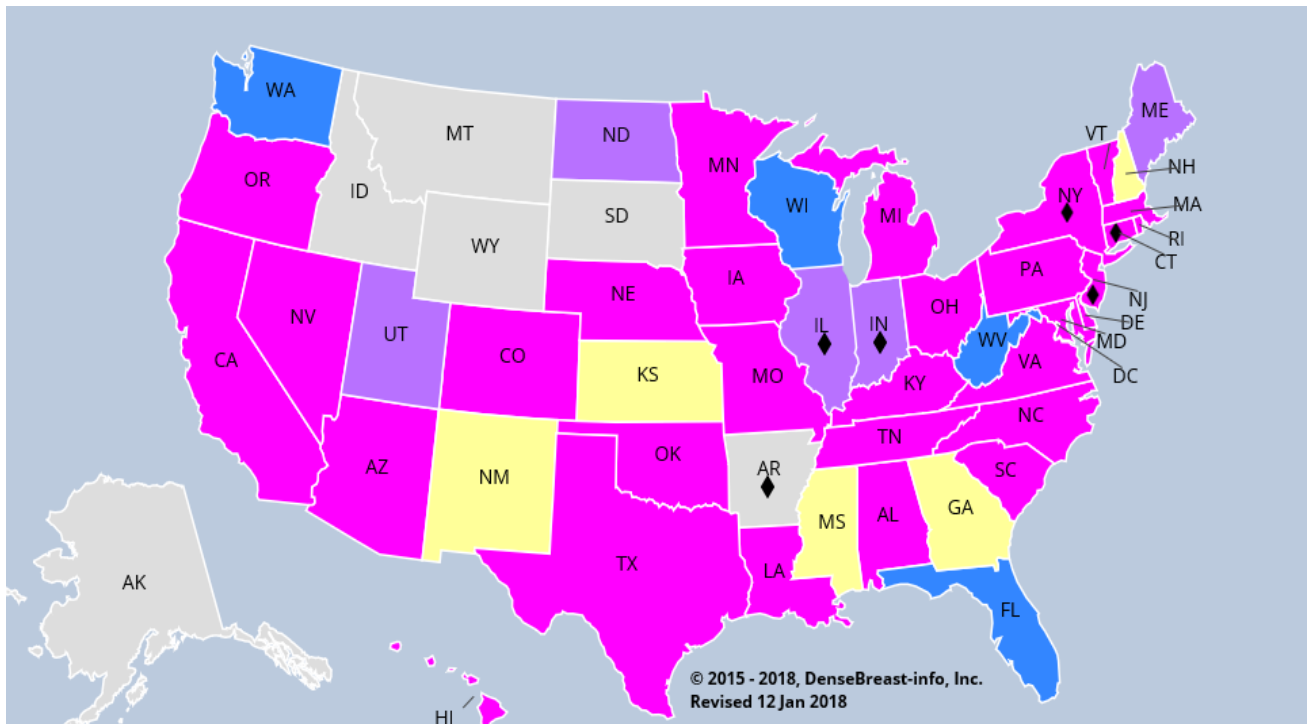 WA
MT
ND
MN
ME
VT
NH
OR
ID
SD
WI
MI
NY
MA
RI
CT
WY
IA
NE
PA
NJ
OH
DE
MD
DC
NV
UT
CO
IL
IN
WV
VA
CA
KS
MO
KY
NC
TN
AZ
NM
OK
AR
SC
MS
AL
GA
TX
LA
AK
FL
HI
© 2015 - 2018, DenseBreast-info, Inc.
Revised 12 Jan 2018